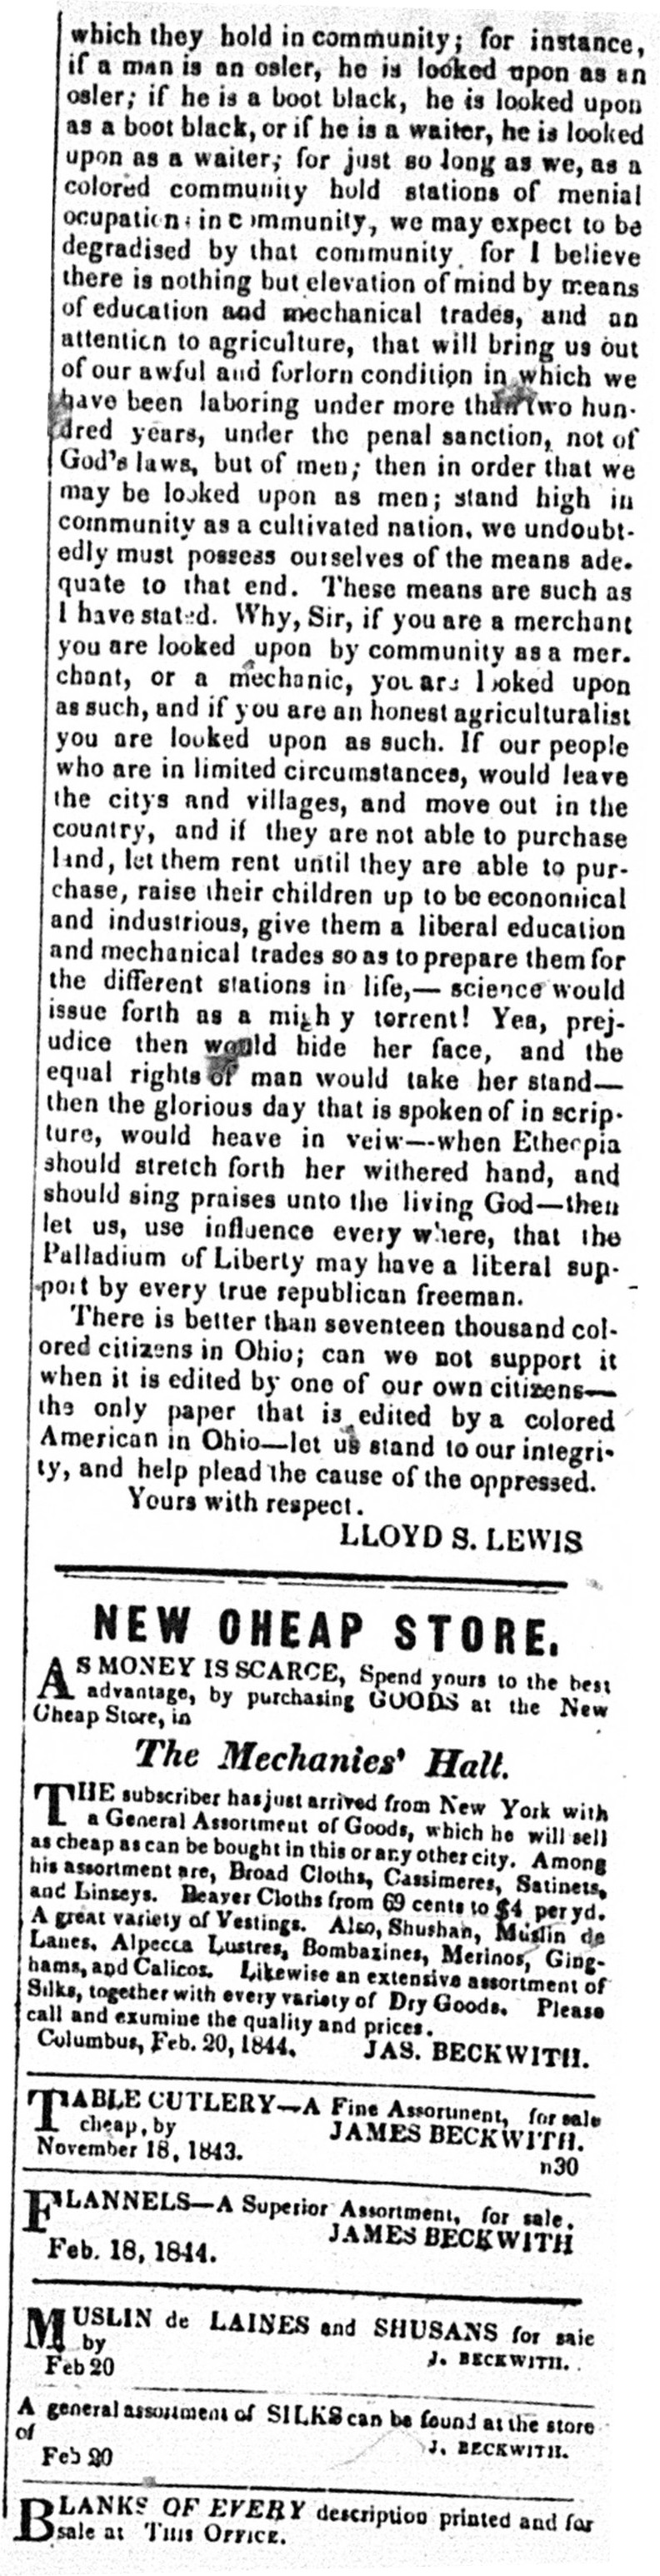 which they hold in community; for instance,
if a man is an osler, he is looked upon as an
osler; if he is a boot black, he is looked upon
as a boot black, or if he is a waiter, he is looked
upon as a waiter; for just so long as we, as a
colored community hold stations of menial
ocupation; in community, we may expect to be
degradised by that community. for I believe
there is nothing but elevation of mind by means
of education and mechanical trades, and an
attention to agriculture, that will bring us out
of our awful and forlorn condition in which we
have been laboring under more than two hun-
dred years, under the penal sanction, not of
God's laws, but of men; then in order that we
may be looked upon as men; stand high in
community as a cultivated nation, we undoubt-
edly must possess ourselves of the means ade-
quate to that end. These means are such as
I have stated. Why, Sir, if you are a merchant
you are looked upon by community as a mer-
chant, or a mechanic, you are looked upon
as such, and if you are an honest agriculturalist
you are looked upon as such. If our people
who are in limited circumstances, would leave
the citys and villages, and move out in the
country, and if they are not able to purchase
land, let them rent until they are able to pur-
chase, raise their children up to be economical
and industrious, give them a liberal education
and mechanical trades so as to prepare them for
the different stations in life,— science would
issue forth as a migh y torrent! Yea, prej-
udice then would hide her face, and the
equal rights of man would take her stand—
then the glorious day that is spoken of in scrip-
ture, would heave in veiw—-when Etheopia
should stretch forth her withered hand, and
should sing praises unto the living God—then
let us, use influence every where, that the
Palladium of Liberty may have a liberal sup-
port by every true republican freeman.
There is better than seventeen thousand col-
ored citizens in Ohio; can we not support it
when it is edited by one of our own citizens—
the only paper that is edited by a colored
American in Ohio—let us stand to our integri-
ty, and help plead the cause of the oppressed.
Yours with respect.
LLOYD S. LEWIS
NEW CHEAP STORE.
AS MONEY IS SCARCE, Spend yours to the best
advantage, by purchasing GOODS at the New
Cheap Store, in
The Mechanics' Hall.
THE subscriber has just arrived from New York with
a General Assortment of Goods, which he will sell
as cheap as can be bought in this or any other city. Among
his assortment are, Broad Cloths, Cassimeres, Satinets,
and Linseys. Beaver Cloths from 69 cents to $4 per yd.
A great variety of Vestings. Also, Shushan, Muslin de
Lanes, Alpecca Lustres, Bombazines, Merinos, Ging-
hams, and Calicos. Likewise an extensive assortment of
Silks, together with every variety of Dry Goods. Please
call and exumine the quality and prices.
Columbus, Feb. 20, 1844. JAS. BECKWITH.
TABLE CUTLERY—A Fine Assortment, for sale
cheap, by JAMES BECKWITH.
November 18, 1843. n30
FLANNELS—A Superior Assortment, for sale.
JAMES BECKWITH
Feb. 18, 1844.
MUSLIN de LAINES and SHUSANS for sale
by J. BECKWITH.
Feb 20
A general assortment of SILKS can be found at the store
of J. BECKWITH.
Feb 20
BLANKS OF EVERY description printed and for
sale at THIS OFFICE.